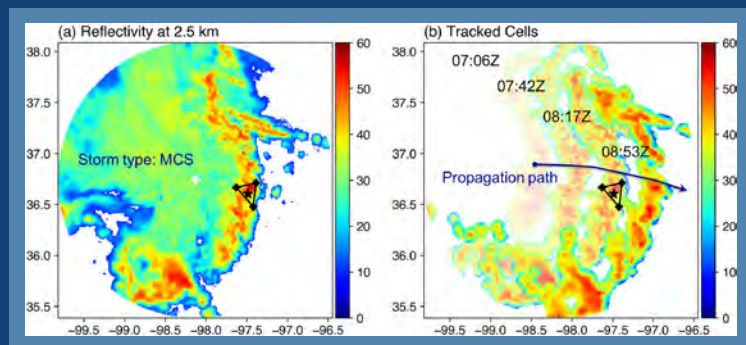 (a) Reflectivity at 2.5 km
(b) Tracked Cells
38.0
37.5
37.0
36.5
36.0
35.5
Storm type: MCS
−99.5 −99.0 −98.5 −98.0 −97.5 −97.0 −96.5
60
50
40
30
20
10
0
38.0
37.5
37.0
36.5
36.0
35.5
07:06Z
07:42Z
08:17Z
08:53Z
Propagation path
−99.5 −99.0 −98.5 −98.0 −97.5 −97.0 −96.5
60
50
40
30
20
10
0